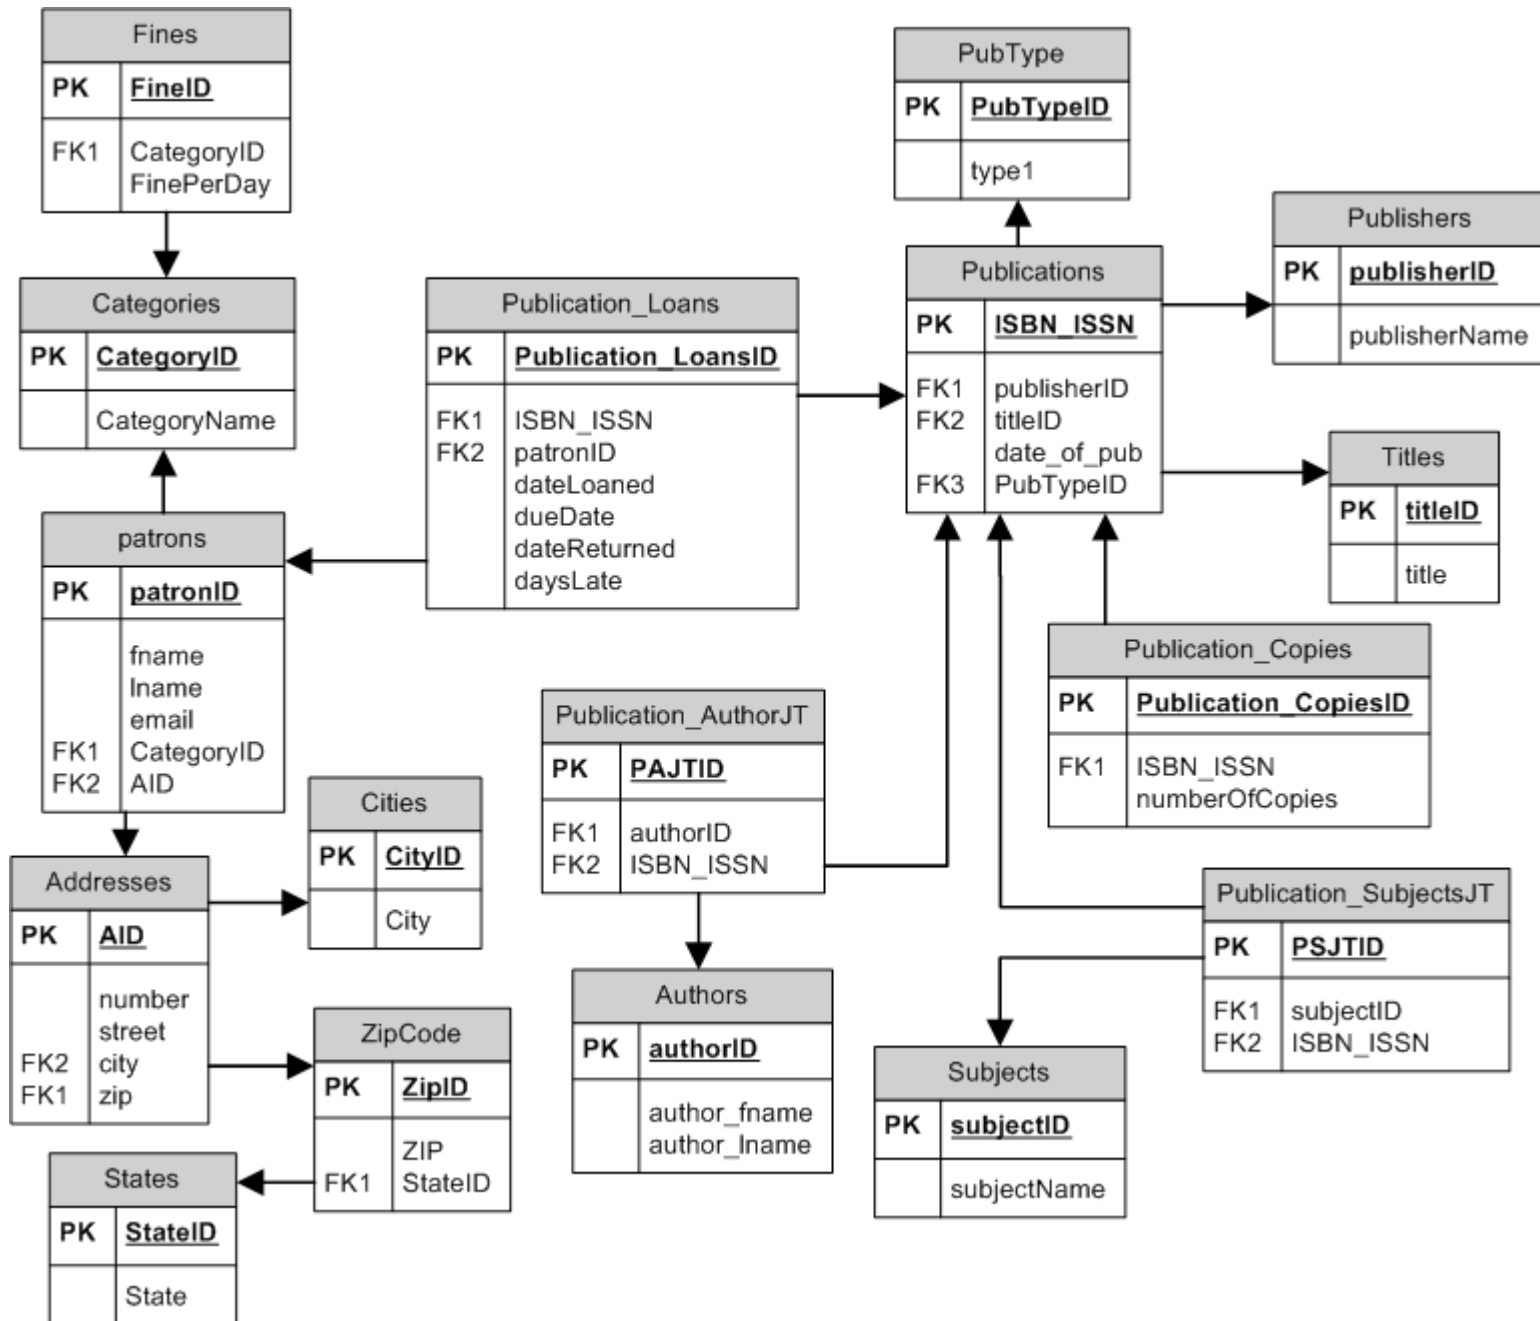 Fines
PK FineID
FK1 CategoryID
FinePerDay
Categories
PK CategoryID
CategoryName
patrons
PK patronID
fname
lname
email
FK1 CategoryID
FK2 AID
Addresses
PK AID
number
street
FK2 city
FK1 zip
States
PK StateID
State
Cities
PK CityID
City
ZipCode
PK ZipID
ZIP
FK1 StateID
Publication_Loans
PK Publication_LoansID
FK1 ISBN_ISSN
FK2 patronID
dateLoaned
dueDate
dateReturned
daysLate
Publication_AuthorJT
PK PAJTID
FK1 authorID
FK2 ISBN_ISSN
Authors
PK authorID
author_fname
author_lname
PubType
PK PubTypeID
type1
Publications
PK ISBN_ISSN
FK1 publisherID
FK2 titleID
date_of_pub
FK3 PubTypeID
Publishers
PK publisherID
publisherName
Titles
PK titleID
title
Publication_Copies
PK Publication_CopiesID
FK1 ISBN_ISSN
numberOfCopies
Publication_SubjectsJT
PK PSJTID
FK1 subjectID
FK2 ISBN_ISSN
Subjects
PK subjectID
subjectName